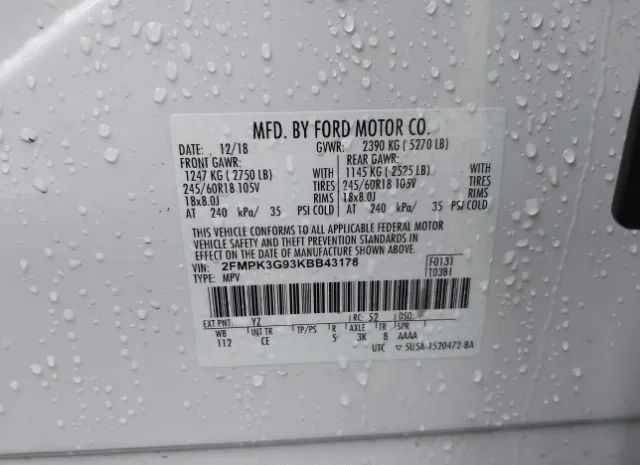 MFD. BY FORD MOTOR CO.
DATE: 12/18 GVWR: 2390 KG ( 5270 LB)
FRONT GAWR: REAR GAWR:
1247 KG ( 2750 LB) WITH 1145 KG ( 2525 LB) WITH
245/60R18 105V TIRES 245/60R18 105V TIRES
18x8.0J RIMS 18x8.0J RIMS
AT 240 kPa/ 35 PSI COLD AT 240 kPa/ 35 PSI COLD
THIS VEHICLE CONFORMS TO ALL APPLICABLE FEDERAL MOTOR
VEHICLE SAFETY AND THEFT PREVENTION STANDARDS IN
EFFECT ON THE DATE OF MANUFACTURE SHOWN ABOVE.
VIN: 2FMPK3G93KBB43178 F0131
TYPE: MPV T0381
EXT PNT: YZ RC: 52 DSO:
WB INT TR TP/PS R AXLE TR SPR
112 CE S 3K 8 AAAA
UTC 5U5A-1520472-BA